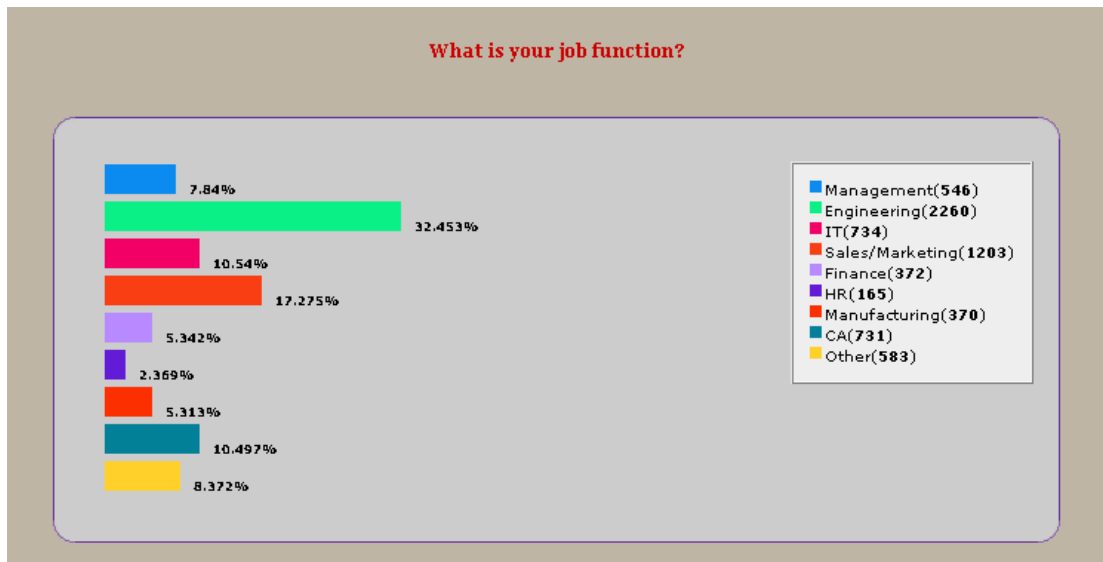 What is your job function?
7.84%
32.453%
10.54%
17.275%
5.342%
2.369%
5.313%
10.497%
8.372%
Management(546)
Engineering(2260)
IT(734)
Sales/Marketing(1203)
Finance(372)
HR(165)
Manufacturing(370)
CA(731)
Other(583)